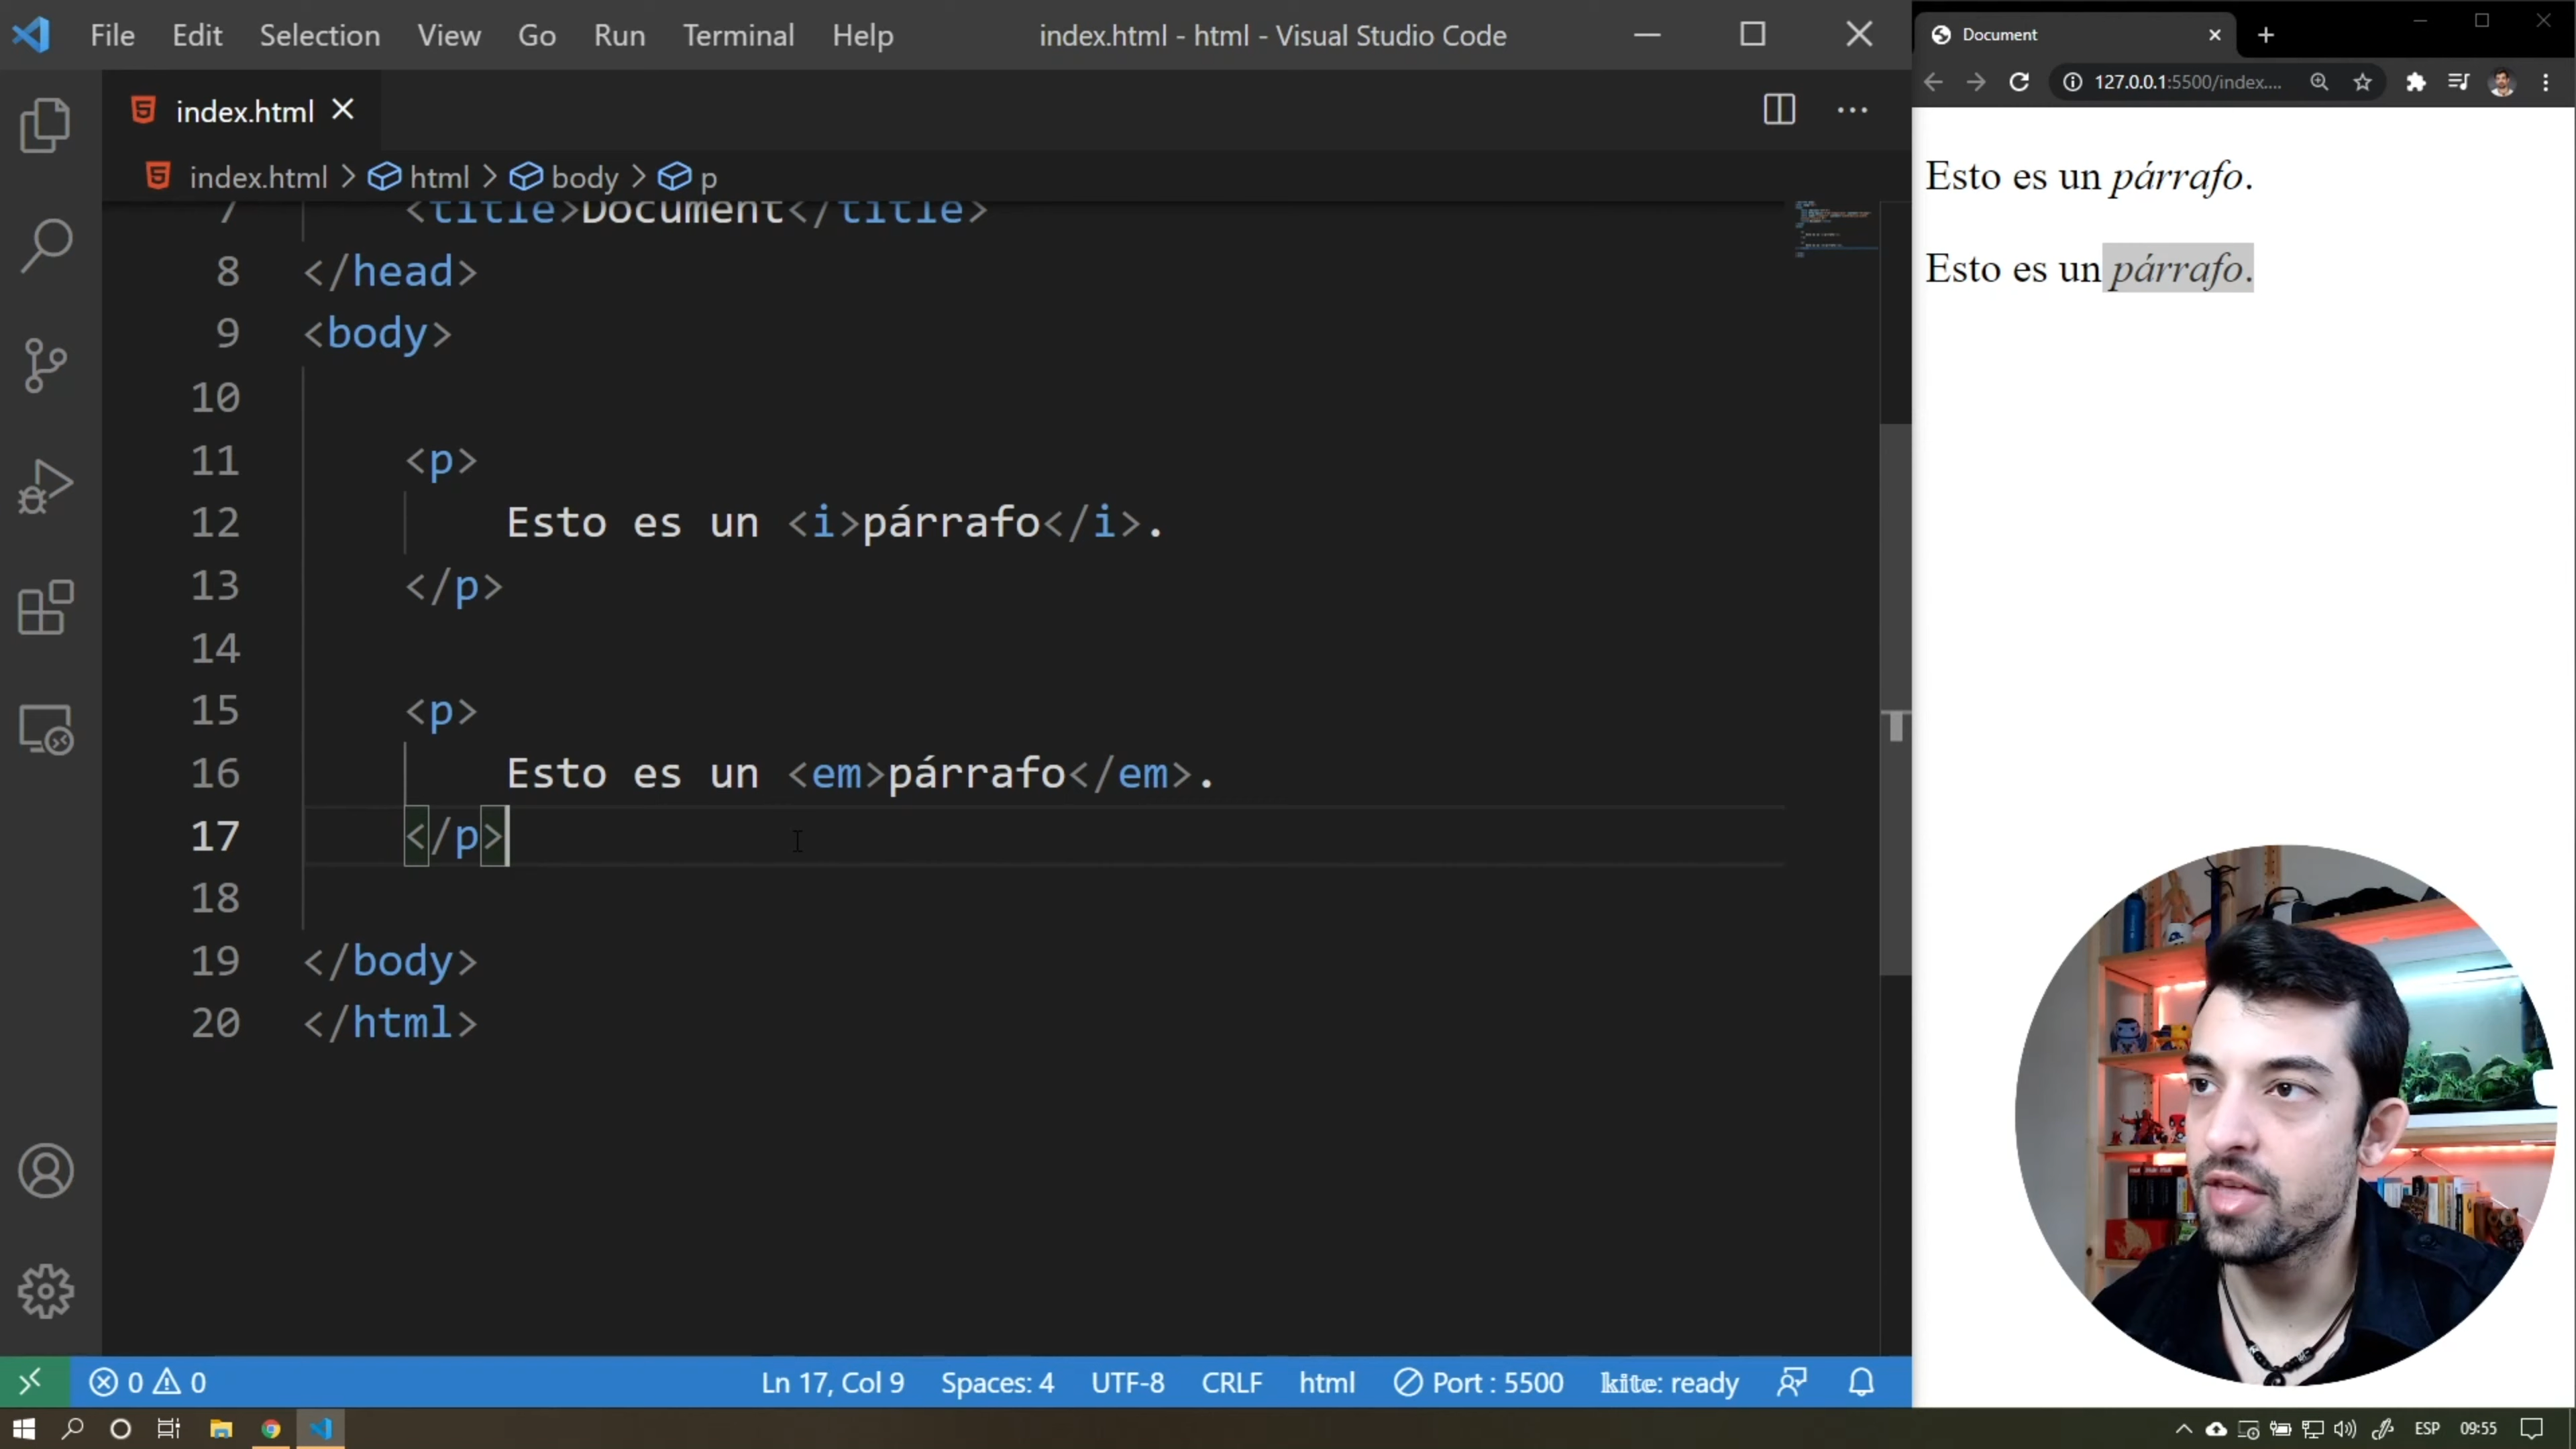 File Edit Selection View Go Run Terminal Help index.html - html - Visual Studio Code
index.html
index.html > html > body > p
7 <title>Document</title>
8 </head>
9 <body>
10
11 <p>
12 Esto es un <i>párrafo</i>.
13 </p>
14
15 <p>
16 Esto es un <em>párrafo</em>.
17 </p>
18
19 </body>
20 </html>
0 0 Ln 17, Col 9 Spaces: 4 UTF-8 CRLF html Port : 5500 kite: ready
Document
127.0.0.1:5500/index....
Esto es un párrafo.
Esto es un párrafo.
ESP 09:55